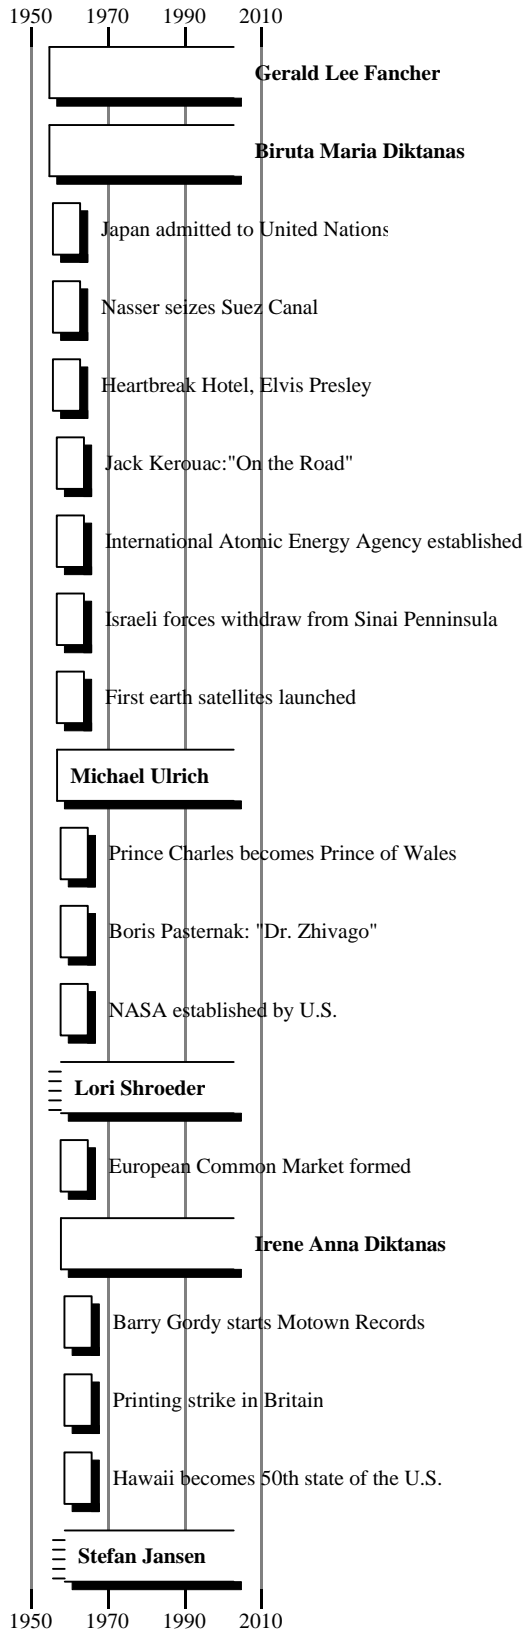 1950 1970 1990 2010
Gerald Lee Fancher
Biruta Maria Diktanas
Japan admitted to United Nations
Nasser seizes Suez Canal
Heartbreak Hotel, Elvis Presley
Jack Kerouac:"On the Road"
International Atomic Energy Agency established
Israeli forces withdraw from Sinai Penninsula
First earth satellites launched
Michael Ulrich
Prince Charles becomes Prince of Wales
Boris Pasternak: "Dr. Zhivago"
NASA established by U.S.
Lori Shroeder
European Common Market formed
Irene Anna Diktanas
Barry Gordy starts Motown Records
Printing strike in Britain
Hawaii becomes 50th state of the U.S.
Stefan Jansen
1950 1970 1990 2010